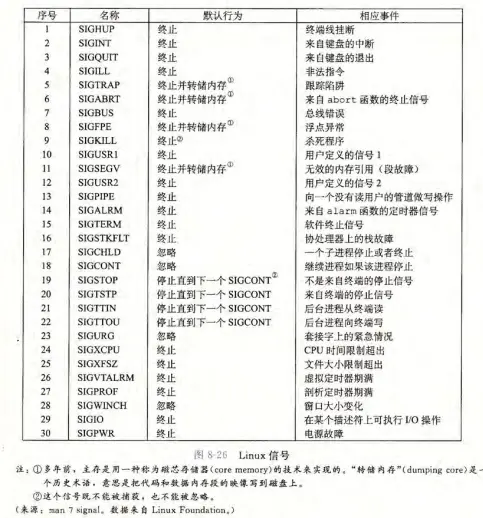 序号 名称 默认行为 相应事件
1 SIGHUP 终止 终端线挂断
2 SIGINT 终止 来自键盘的中断
3 SIGQUIT 终止 来自键盘的退出
4 SIGILL 终止 非法指令
5 SIGTRAP 终止并转储内存① 跟踪陷阱
6 SIGABRT 终止并转储内存① 来自 abort 函数的终止信号
7 SIGBUS 终止 总线错误
8 SIGFPE 终止并转储内存① 浮点异常
9 SIGKILL 终止② 杀死程序
10 SIGUSR1 终止 用户定义的信号 1
11 SIGSEGV 终止并转储内存① 无效的内存引用（段故障）
12 SIGUSR2 终止 用户定义的信号 2
13 SIGPIPE 终止 向一个没有读用户的管道做写操作
14 SIGALRM 终止 来自 alarm 函数的定时器信号
15 SIGTERM 终止 软件终止信号
16 SIGSTKFLT 终止 协处理器上的栈故障
17 SIGCHLD 忽略 一个子进程停止或者终止
18 SIGCONT 忽略 继续进程如果该进程停止
19 SIGSTOP 停止直到下一个 SIGCONT② 不是来自终端的停止信号
20 SIGTSTP 停止直到下一个 SIGCONT 来自终端的停止信号
21 SIGTTIN 停止直到下一个 SIGCONT 后台进程从终端读
22 SIGTTOU 停止直到下一个 SIGCONT 后台进程向终端写
23 SIGURG 忽略 套接字上的紧急情况
24 SIGXCPU 终止 CPU 时间限制超出
25 SIGXFSZ 终止 文件大小限制超出
26 SIGVTALRM 终止 虚拟定时器期满
27 SIGPROF 终止 剖析定时器期满
28 SIGWINCH 忽略 窗口大小变化
29 SIGIO 终止 在某个描述符上可执行 I/O 操作
30 SIGPWR 终止 电源故障
图 8-26 Linux 信号
注：①多年前，主存是用一种称为磁芯存储器(core memory)的技术来实现的。“转储内存”(dumping core)是一
个历史术语，意思是把代码和数据内存段的映像写到磁盘上。
②这个信号既不能被捕获，也不能被忽略。
(来源：man 7 signal。数据来自 Linux Foundation。)